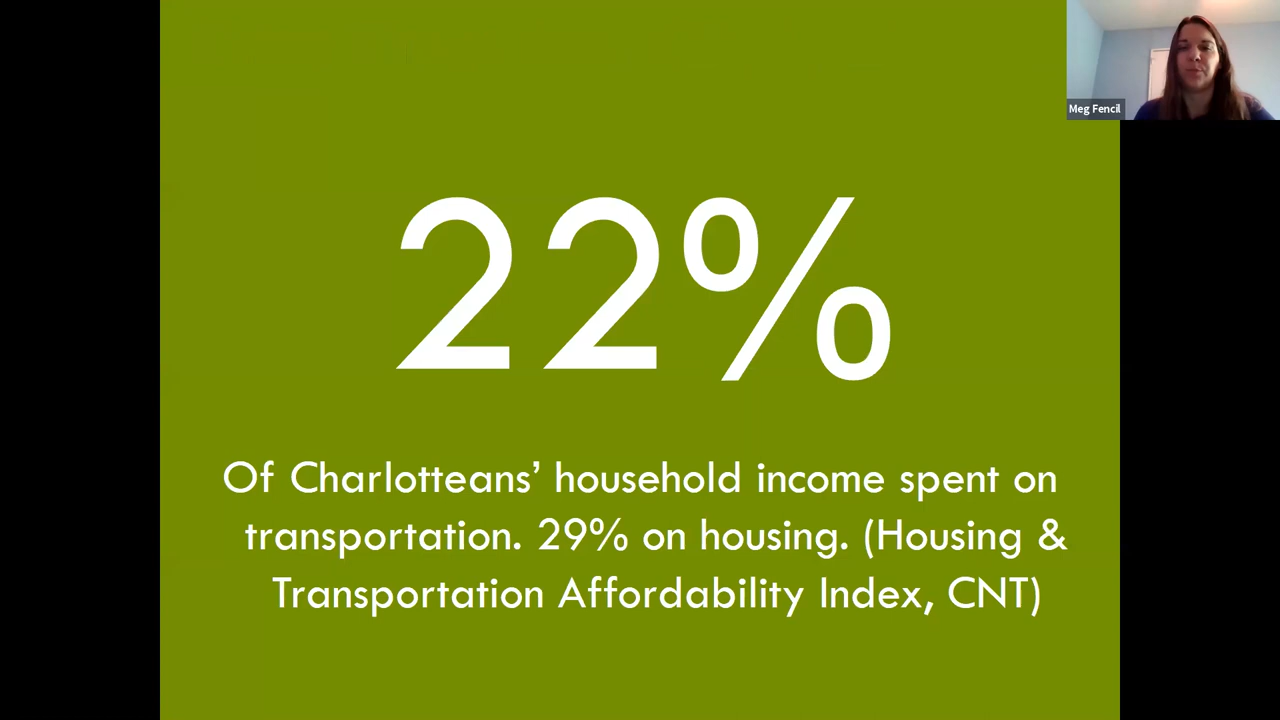 Meg Fencil
22%
Of Charlotteans’ household income spent on
transportation. 29% on housing. (Housing &
Transportation Affordability Index, CNT)